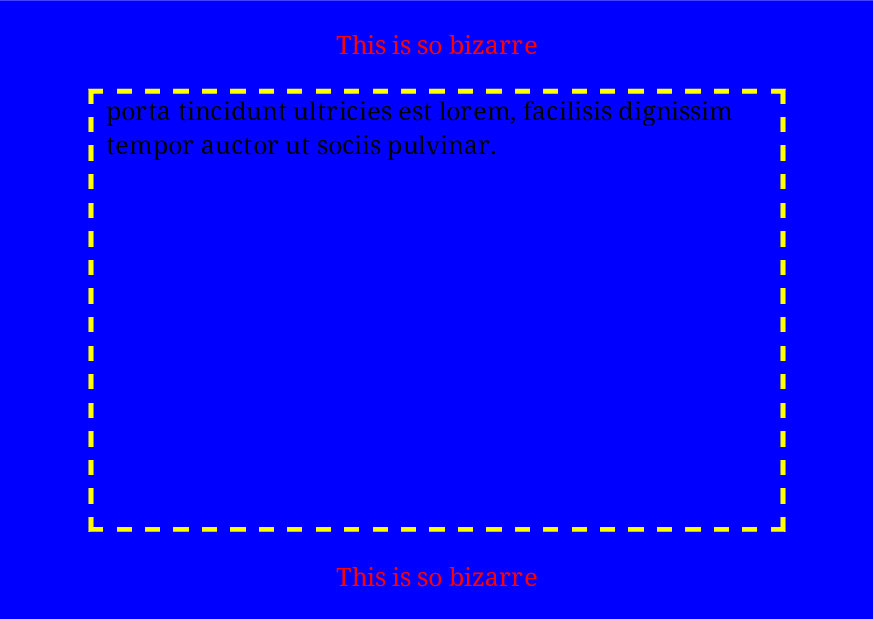 This is so bizarre
porta tincidunt ultricies est lorem, facilisis dignissim
tempor auctor ut sociis pulvinar.
This is so bizarre